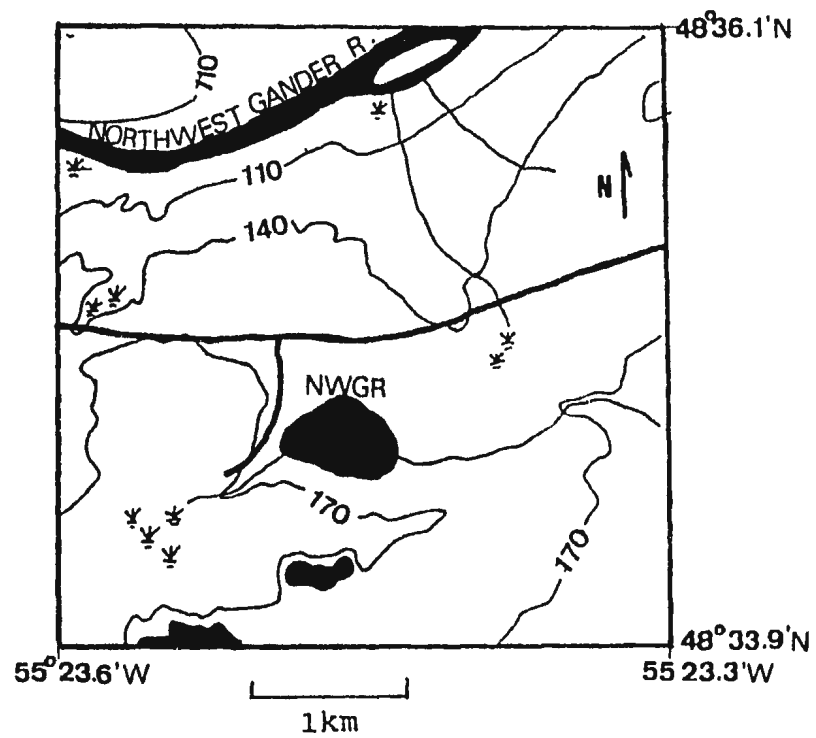 48°36.1'N
110
NORTHWEST GANDER R.
N
110
140
NWGR
170
170
48°33.9'N
55°23.6'W
55 23.3'W
1km